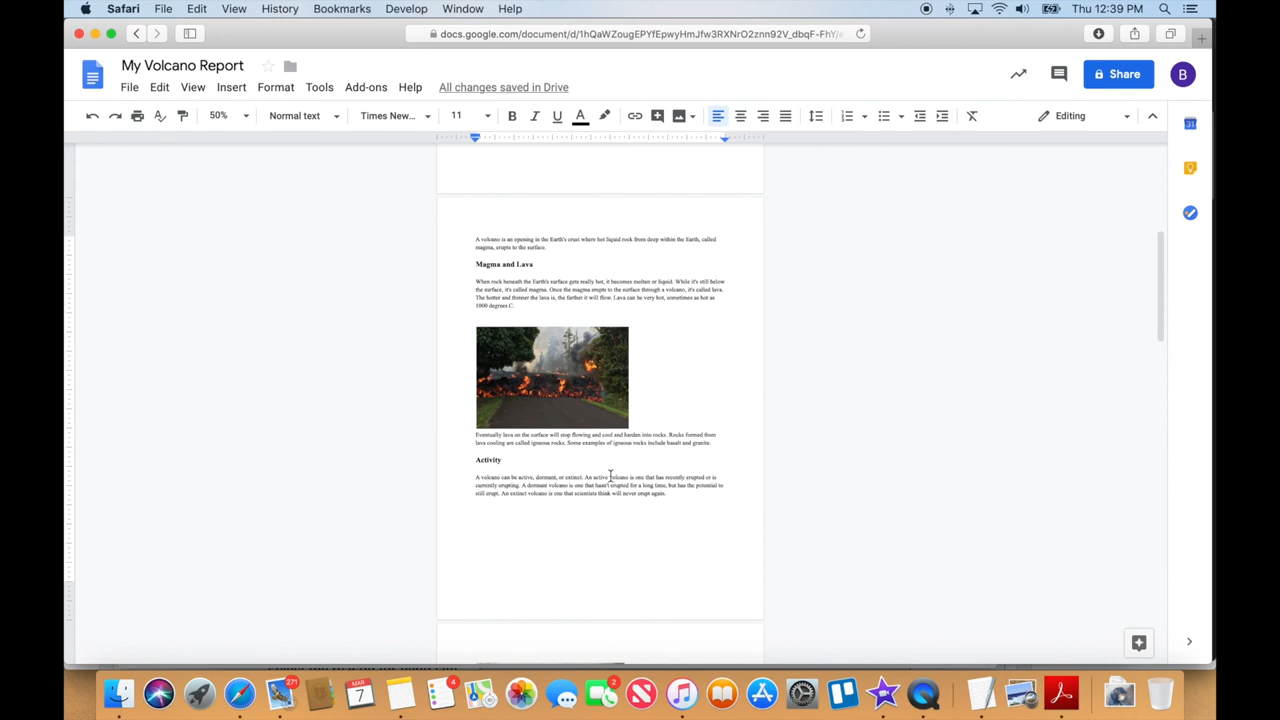 Safari File Edit View History Bookmarks Develop Window Help Thu 12:39 PM
docs.google.com/document/d/1hQaWZougEPYfEpwyHmJfw3RXNrO2znn92V_dbqF-FhY/e
My Volcano Report
B
Share
File Edit View Insert Format Tools Add-ons Help All changes saved in Drive
50% Normal text Times New... 11 B I U A Editing
31
A volcano is an opening in the Earth's crust where hot liquid rock from deep within the Earth, called
magma, erupts to the surface.
Magma and Lava
When rock beneath the Earth's surface gets really hot, it becomes molten or liquid. While it's still below
the surface, it's called magma. Once the magma erupts to the surface through a volcano, it's called lava.
The hotter and thinner the lava is, the farther it will flow. Lava can be very hot, sometimes as hot as
1000 degrees C.
Eventually lava on the surface will stop flowing and cool and harden into rocks. Rocks formed from
lava cooling are called igneous rocks. Some examples of igneous rocks include basalt and granite.
Activity
A volcano can be active, dormant, or extinct. An active volcano is one that has recently erupted or is
currently erupting. A dormant volcano is one that hasn't erupted for a long time, but has the potential to
still erupt. An extinct volcano is one that scientists think will never erupt again.
271 MAR 7 4 2